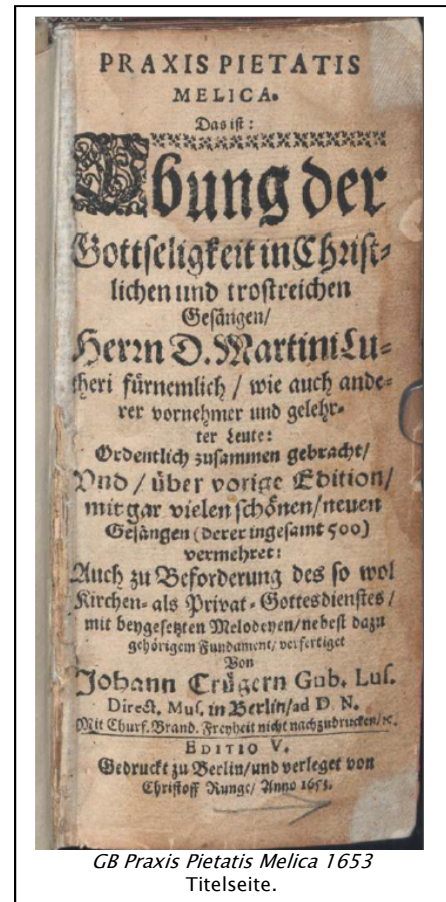 PRAXIS PIETATIS
MELICA.
Das ist:
Ubung der
Gottseligkeit in Christ-
lichen und trostreichen
Gesängen/
Herrn D. Martini Lu-
theri fürnemlich / wie auch ande-
rer vornehmer und gelehr-
ter Leute:
Ordentlich zusammen gebracht/
Vnd / über vorige Edition/
mit gar vielen schönen/neuen
Gesängen (derer ingesamt 500)
vermehret:
Auch zu Beforderung des so wol
Kirchen- als Privat-Gottesdienstes /
mit beygesetzten Melodeyen/nebest dazu
gehörigem Fundament/ verfertiget
Von
Johann Crügern Gub. Lus.
Direct. Mus. in Berlin/ad D. N.
Mit Churf. Brand. Freyheit nicht nachzudrucken/rc.
EDITIO V.
Gedruckt zu Berlin/und verleget von
Christoff Runge/ Anno 1653.
GB Praxis Pietatis Melica 1653
Titelseite.